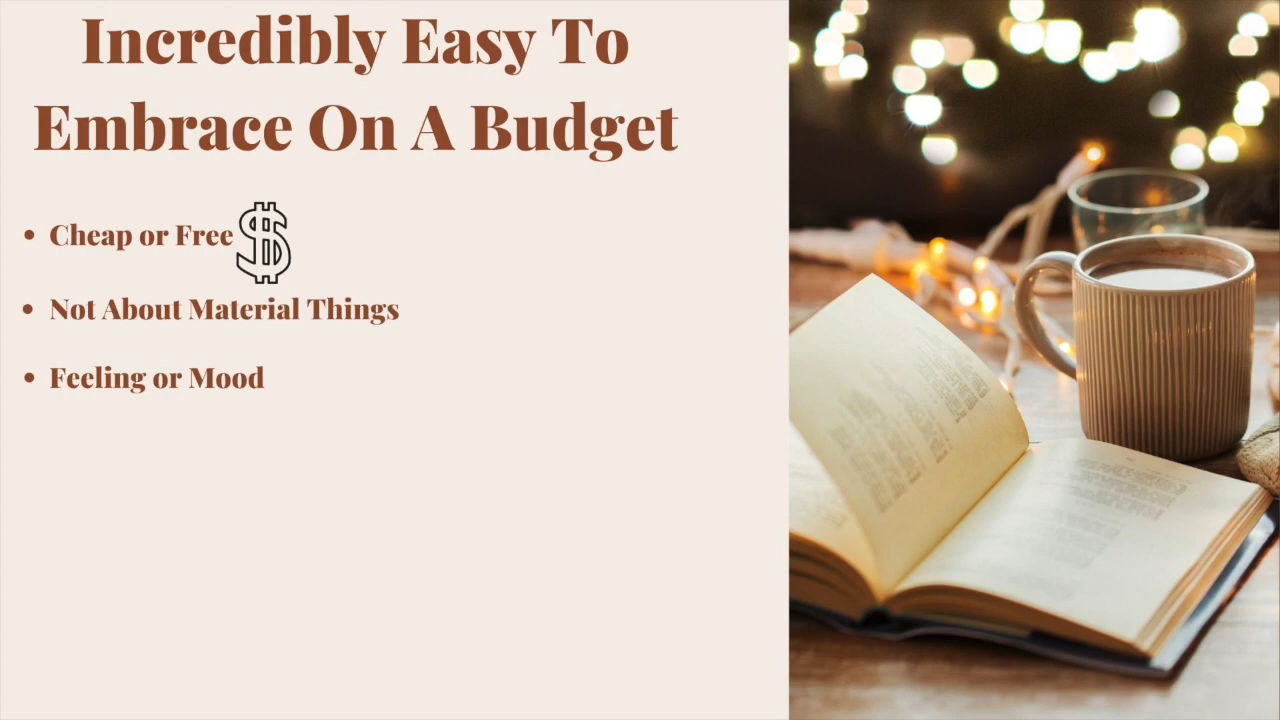 Incredibly Easy To
Embrace On A Budget
• Cheap or Free
• Not About Material Things
• Feeling or Mood